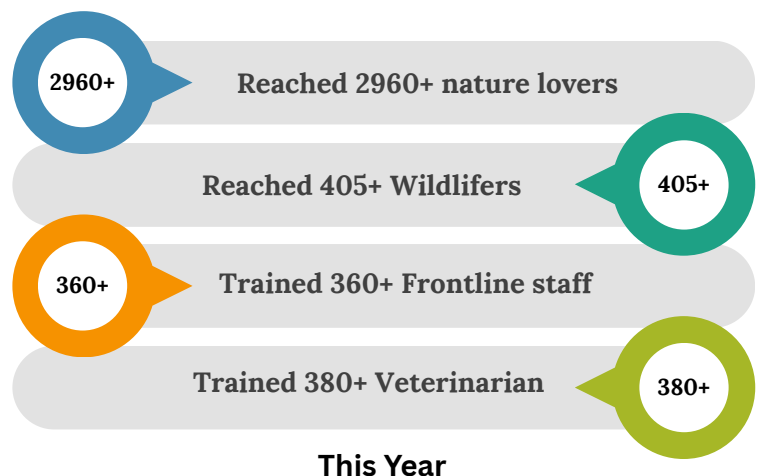 2960+
Reached 2960+ nature lovers
Reached 405+ Wildlifers
405+
360+
Trained 360+ Frontline staff
Trained 380+ Veterinarian
380+
This Year